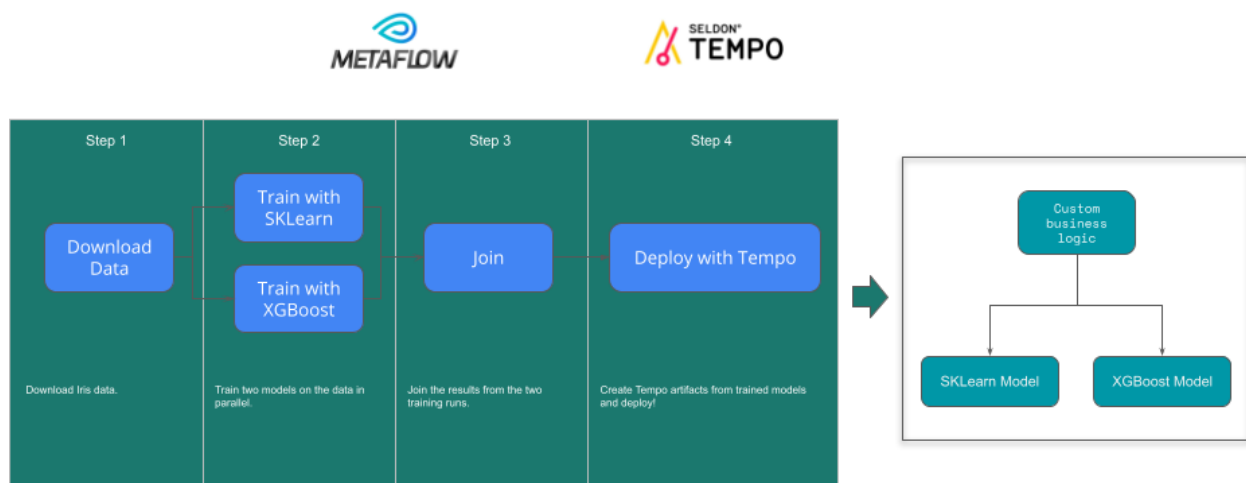 METAFLOW
SELDON®
TEMPO
Step 1
Step 2
Step 3
Step 4
Download
Data
Train with
SKLearn
Train with
XGBoost
Join
Deploy with Tempo
Download Iris data.
Train two models on the data in
parallel.
Join the results from the two
training runs.
Create Tempo artifacts from trained models
and deploy!
Custom
business
logic
SKLearn Model
XGBoost Model